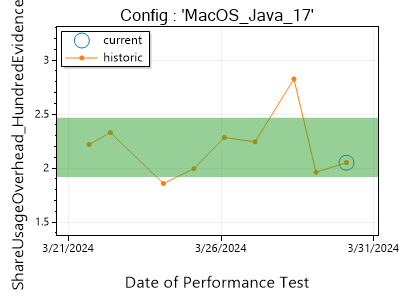 Config : 'MacOS_Java_17'
ShareUsageOverhead_HundredEvidence
current
historic
3
2.5
2
1.5
3/21/2024
3/26/2024
3/31/2024
Date of Performance Test